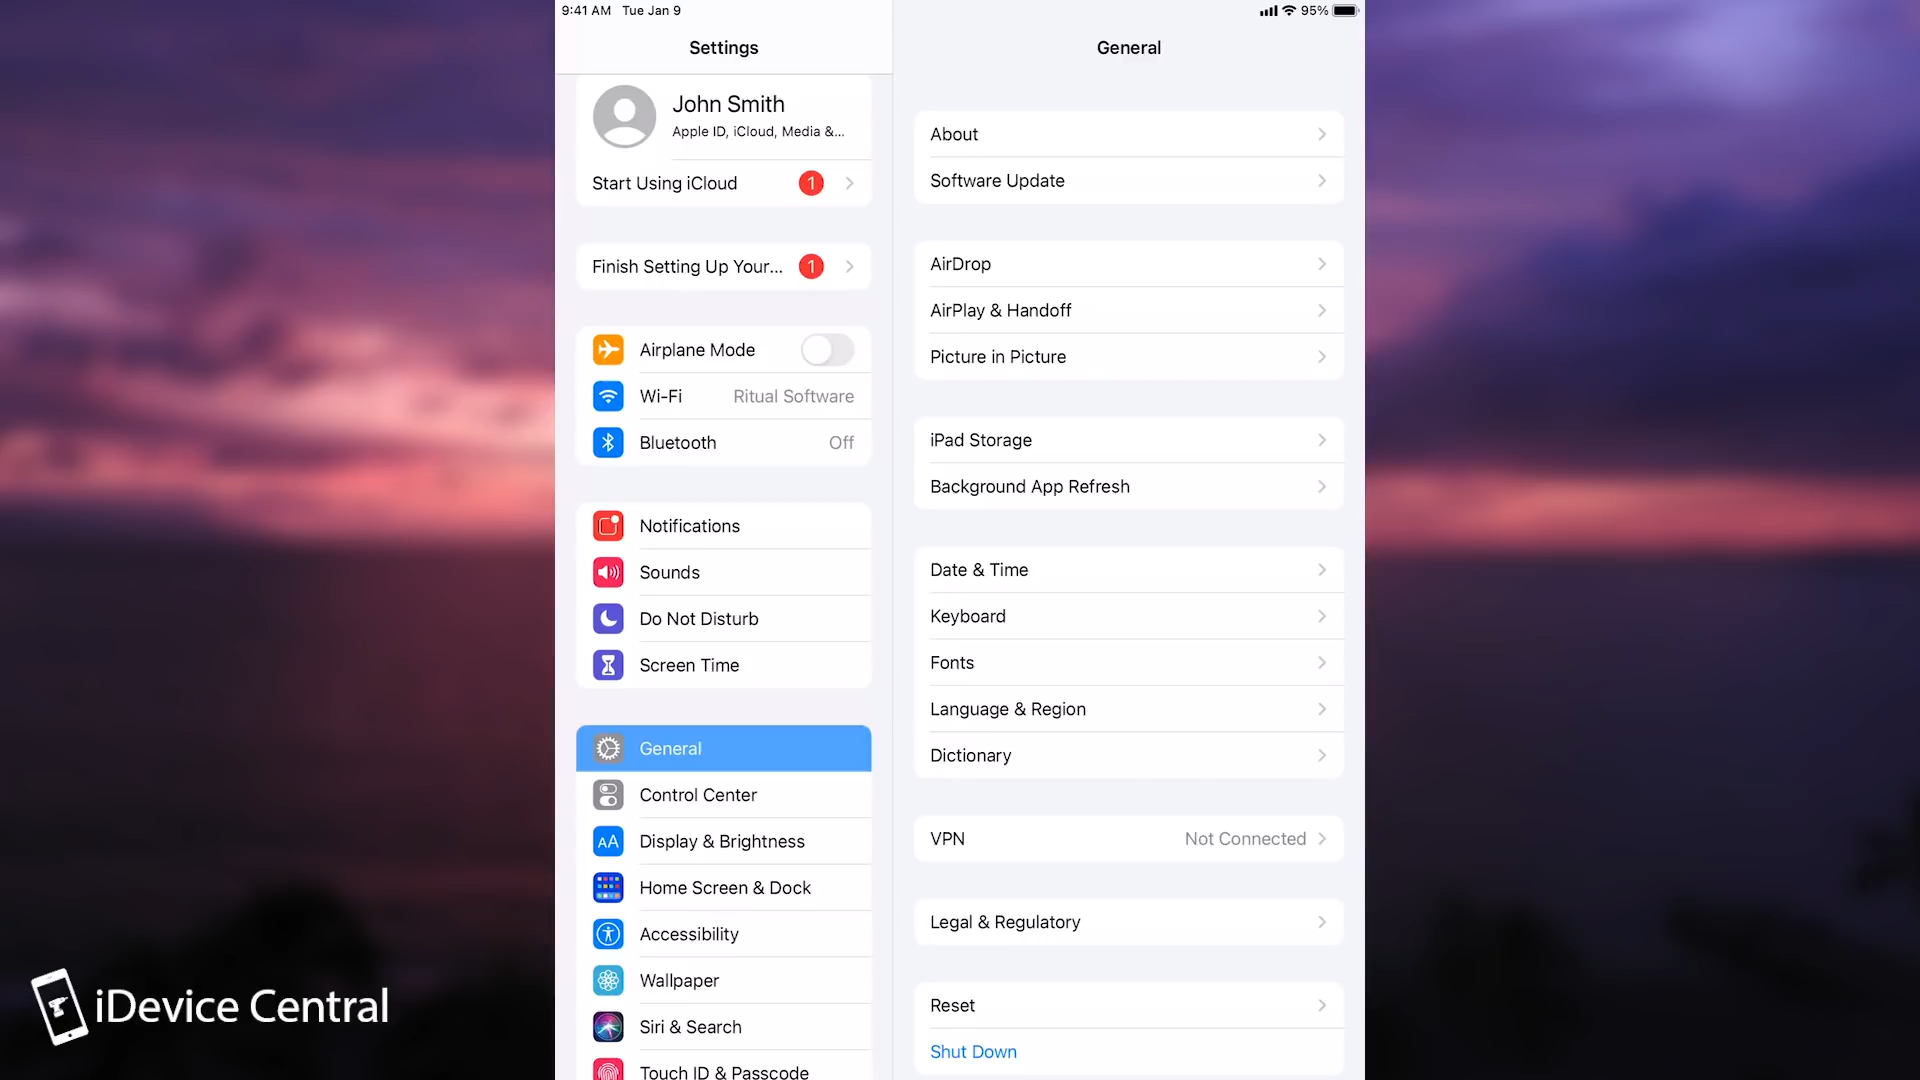 9:41 AM Tue Jan 9
95%
Settings
General
John Smith
Apple ID, iCloud, Media &...
Start Using iCloud 1
Finish Setting Up Your... 1
Airplane Mode
Wi-Fi Ritual Software
Bluetooth Off
Notifications
Sounds
Do Not Disturb
Screen Time
General
Control Center
AA Display & Brightness
Home Screen & Dock
Accessibility
Wallpaper
Siri & Search
Touch ID & Passcode
About
Software Update
AirDrop
AirPlay & Handoff
Picture in Picture
iPad Storage
Background App Refresh
Date & Time
Keyboard
Fonts
Language & Region
Dictionary
VPN Not Connected
Legal & Regulatory
Reset
Shut Down
iDevice Central